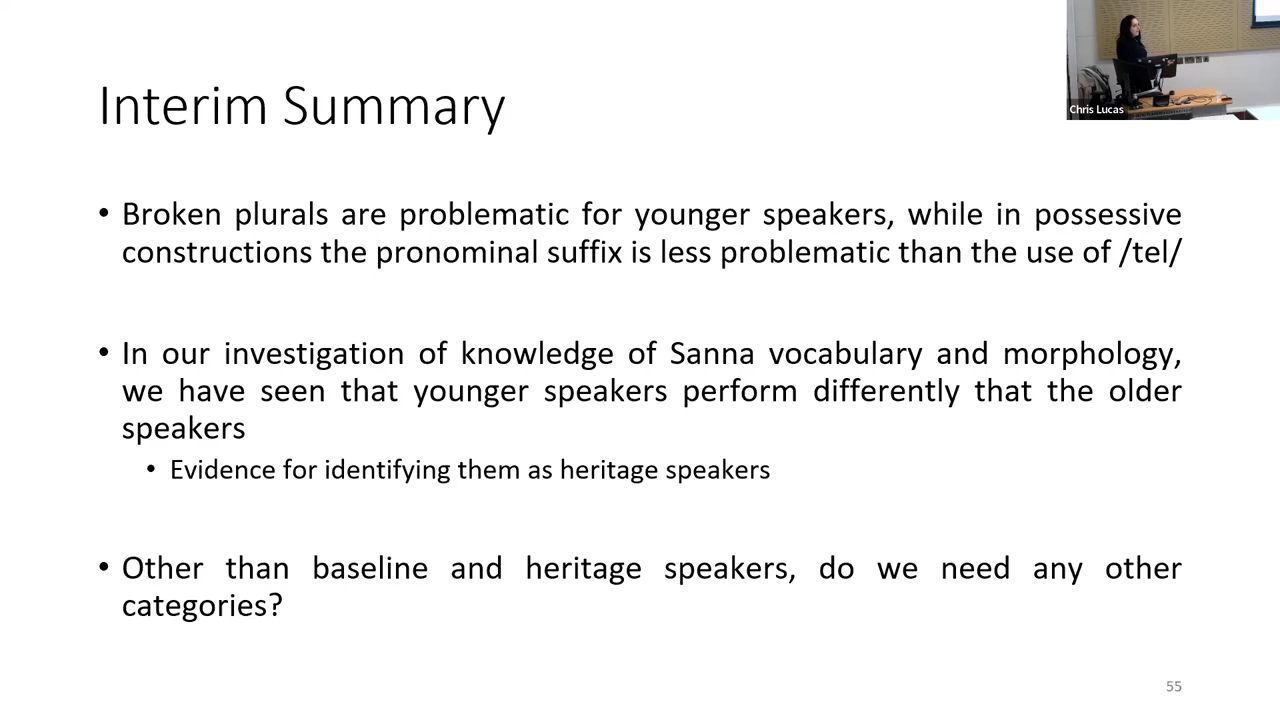 Chris Lucas
Interim Summary
• Broken plurals are problematic for younger speakers, while in possessive
constructions the pronominal suffix is less problematic than the use of /tel/
• In our investigation of knowledge of Sanna vocabulary and morphology,
we have seen that younger speakers perform differently that the older
speakers
• Evidence for identifying them as heritage speakers
• Other than baseline and heritage speakers, do we need any other
categories?
55